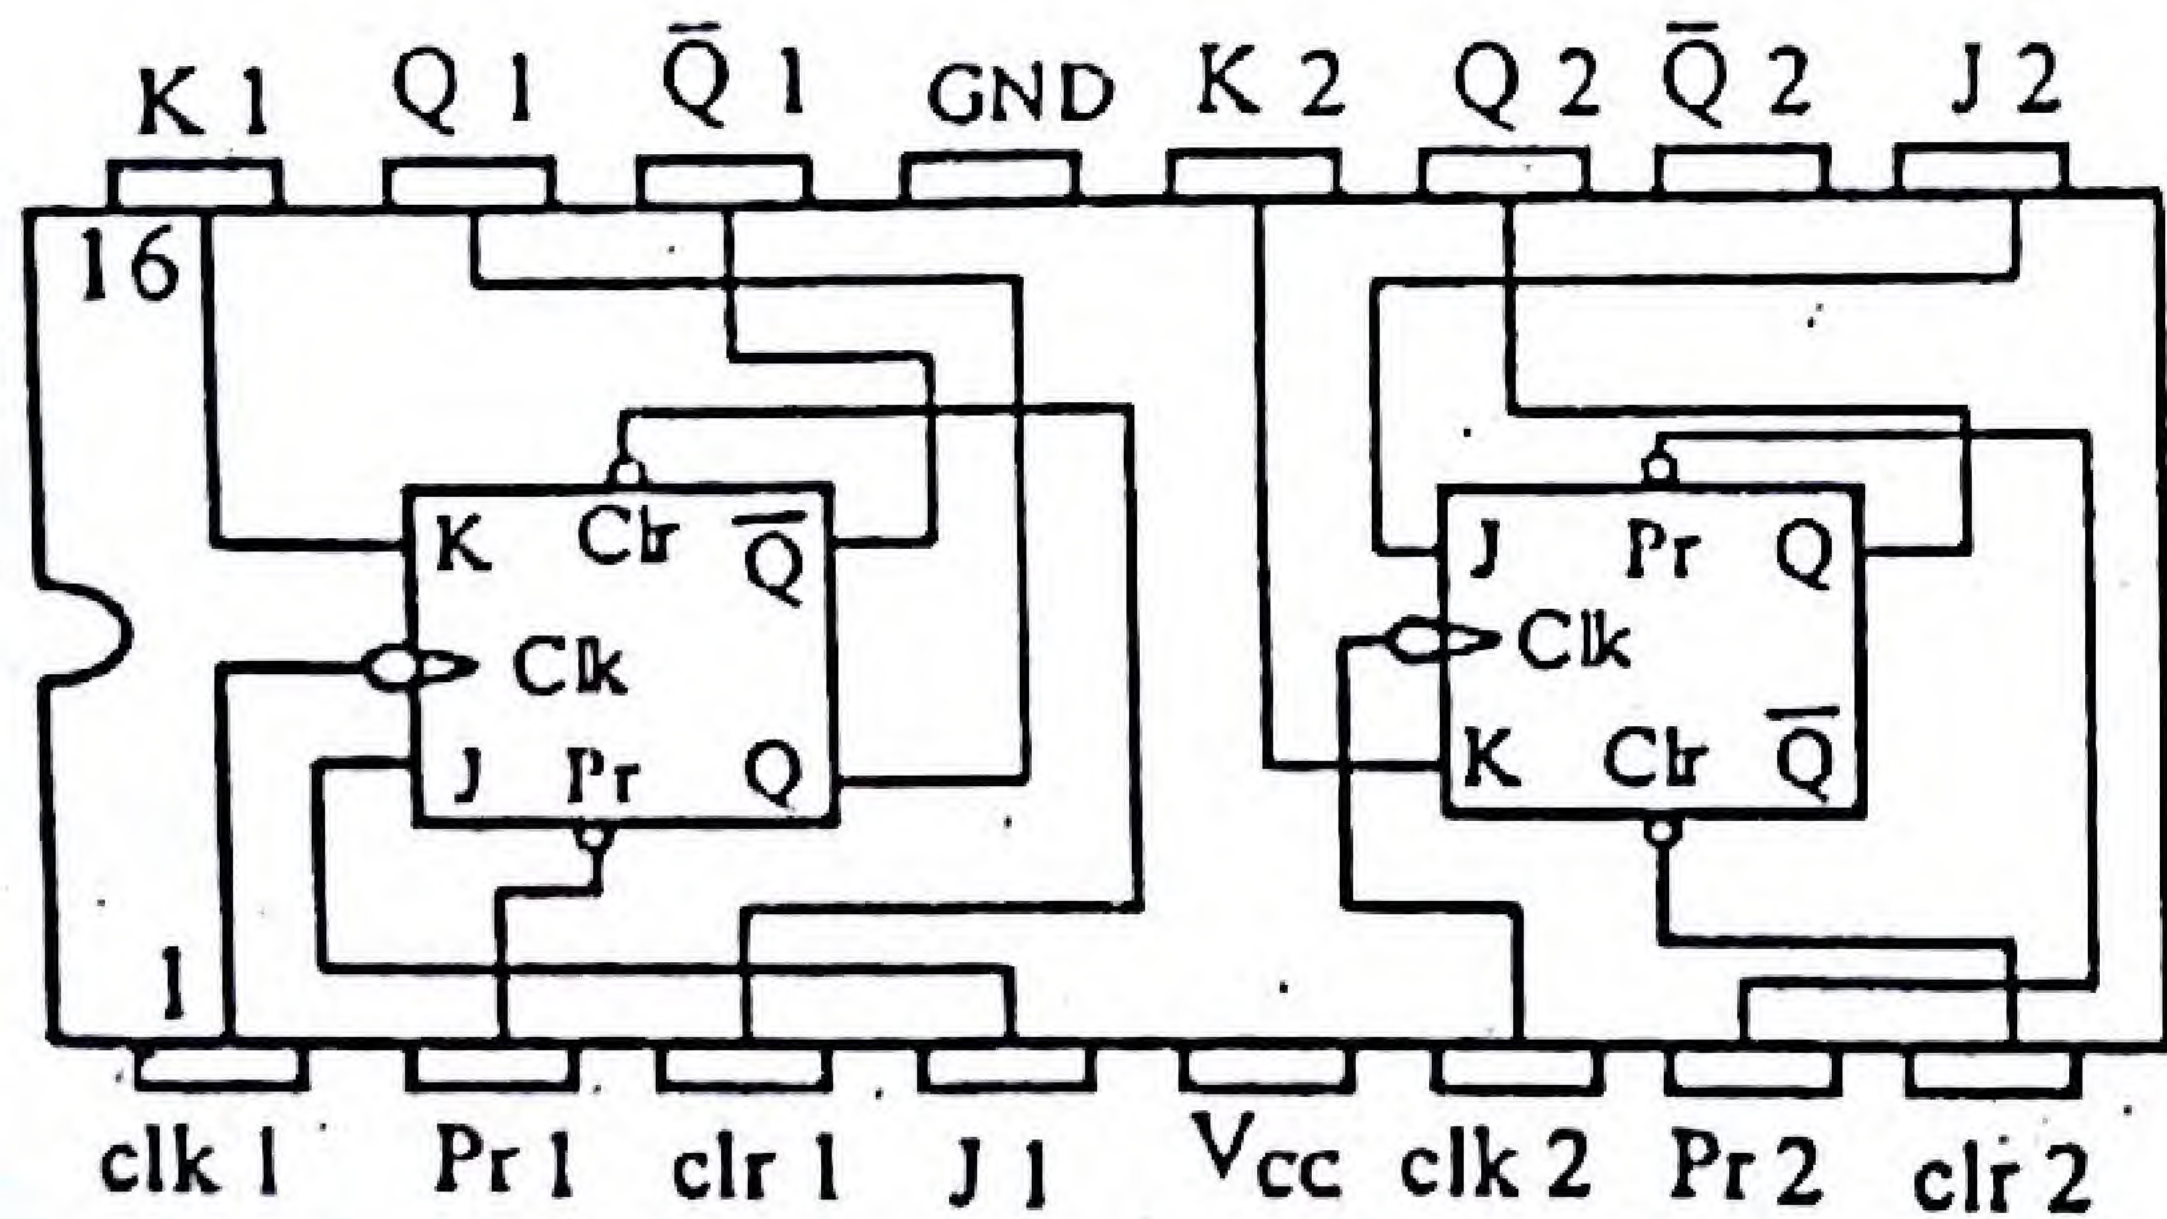 K 1 Q 1 Q̅ 1 GND K 2 Q 2 Q̅ 2 J 2
16
K Clr Q̅
Clk
J Pr Q
J Pr Q
Clk
K Clr Q̅
1
clk 1 Pr 1 clr 1 J 1 Vcc clk 2 Pr 2 clr 2